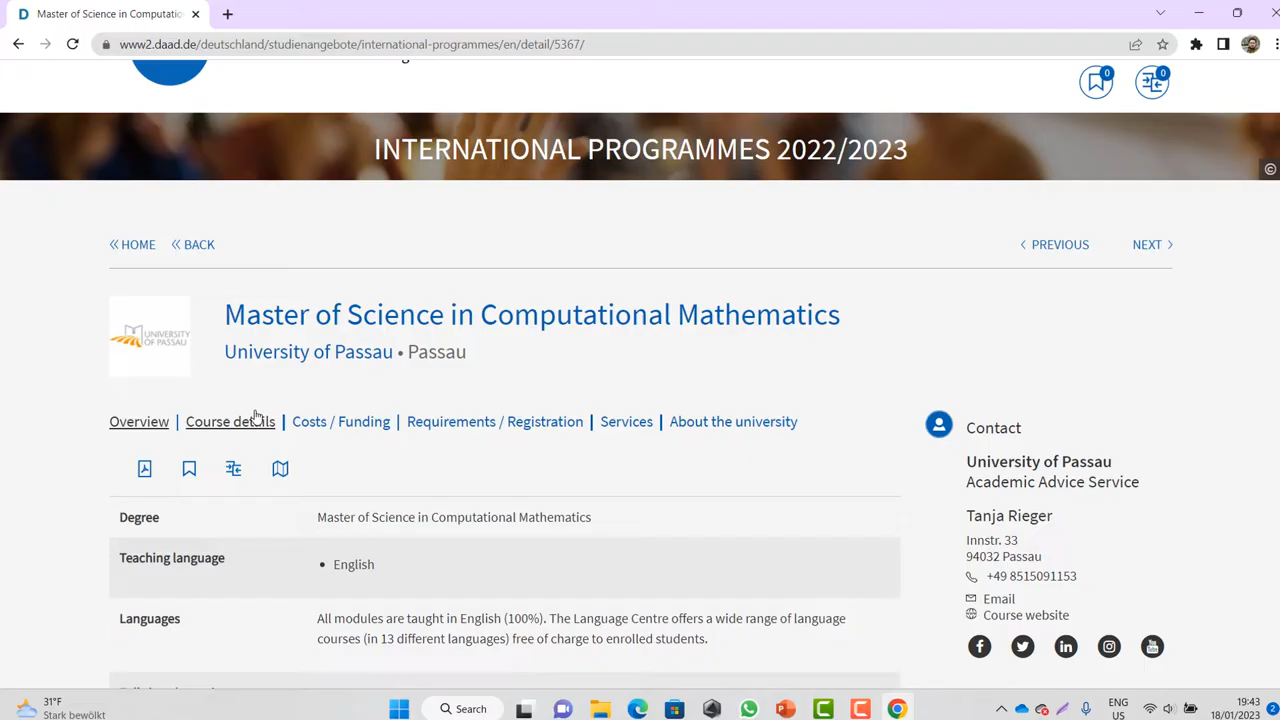 D Master of Science in Computatio
www2.daad.de/deutschland/studienangebote/international-programmes/en/detail/5367/
0
0
INTERNATIONAL PROGRAMMES 2022/2023
©
HOME
BACK
PREVIOUS
NEXT
UNIVERSITY
OF PASSAU
Master of Science in Computational Mathematics
University of Passau • Passau
Overview | Course details | Costs / Funding | Requirements / Registration | Services | About the university
Contact
University of Passau
Academic Advice Service
Tanja Rieger
Innstr. 33
94032 Passau
+49 8515091153
Email
Course website
Degree
Master of Science in Computational Mathematics
Teaching language
• English
Languages
All modules are taught in English (100%). The Language Centre offers a wide range of language
courses (in 13 different languages) free of charge to enrolled students.
31°F
Stark bewölkt
Search
ENG
US
19:43
18/01/2023
2